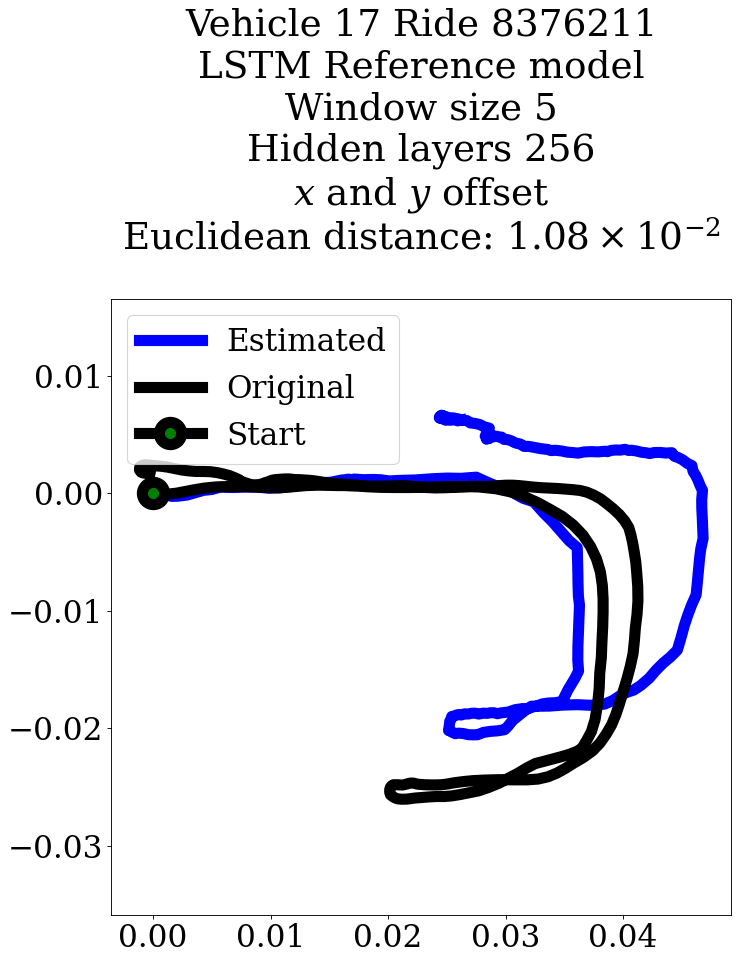 Vehicle 17 Ride 8376211
LSTM Reference model
Window size 5
Hidden layers 256
x and y offset
Euclidean distance: 1.08 × 10⁻²
Estimated
Original
Start
0.01
0.00
−0.01
−0.02
−0.03
0.00 0.01 0.02 0.03 0.04